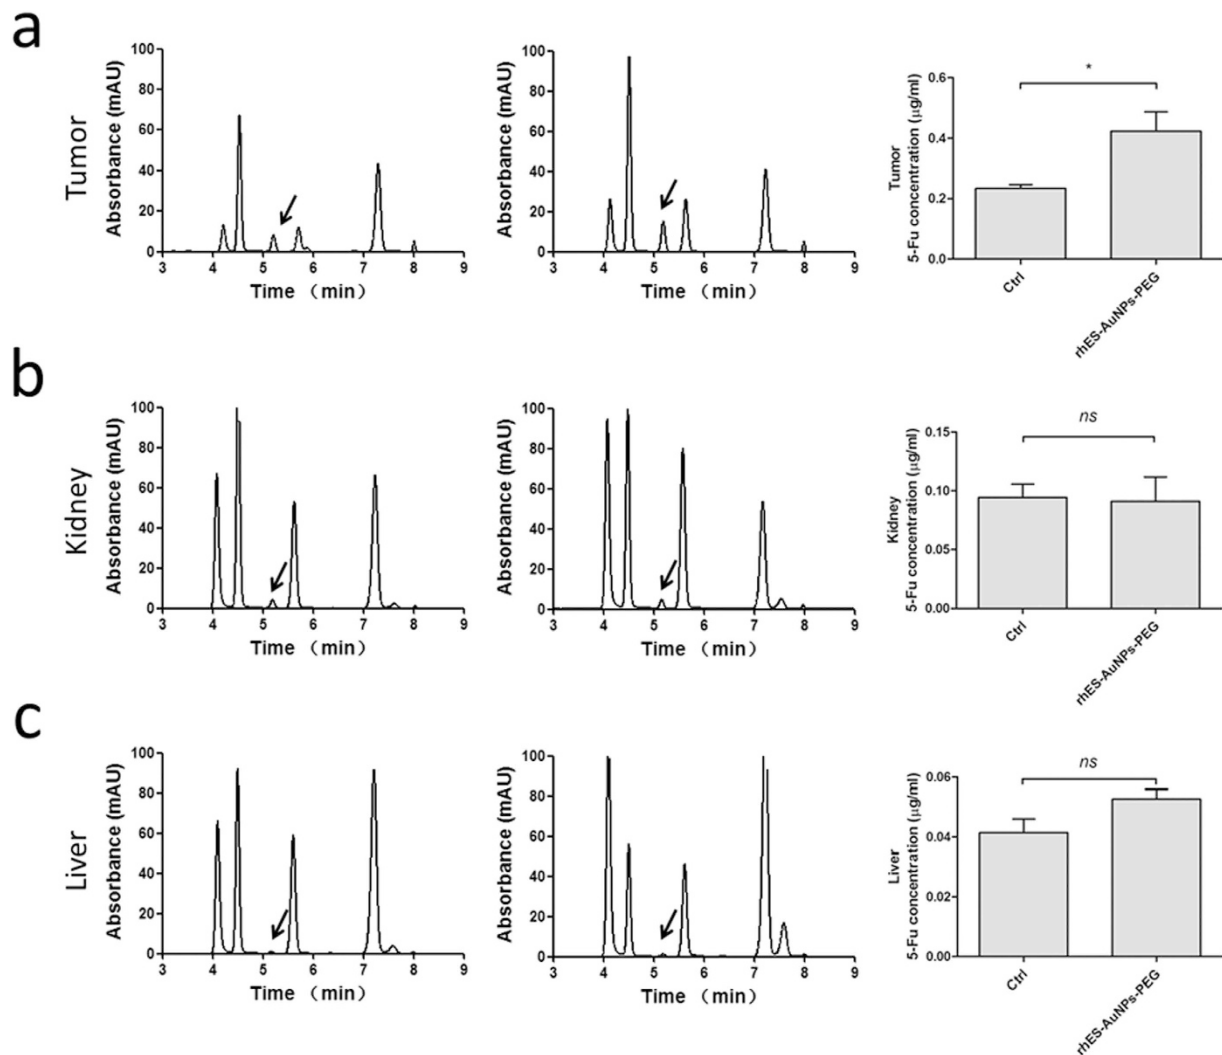 a
Tumor
Absorbance (mAU)
100
80
60
40
20
0
3 4 5 6 7 8 9
Time （min）
Absorbance (mAU)
100
80
60
40
20
0
3 4 5 6 7 8 9
Time （min）
Tumor
5-Fu concentration (μg/ml)
0.6
0.4
0.2
0.0
*
Ctrl
rhES-AuNPs-PEG
b
Kidney
Absorbance (mAU)
100
80
60
40
20
0
3 4 5 6 7 8 9
Time （min）
Absorbance (mAU)
100
80
60
40
20
0
3 4 5 6 7 8 9
Time （min）
Kidney
5-Fu concentration (μg/ml)
0.15
0.10
0.05
0.00
ns
Ctrl
rhES-AuNPs-PEG
c
Liver
Absorbance (mAU)
100
80
60
40
20
0
3 4 5 6 7 8 9
Time （min）
Absorbance (mAU)
100
80
60
40
20
0
3 4 5 6 7 8 9
Time （min）
Liver
5-Fu concentration (μg/ml)
0.06
0.04
0.02
0.00
ns
Ctrl
rhES-AuNPs-PEG